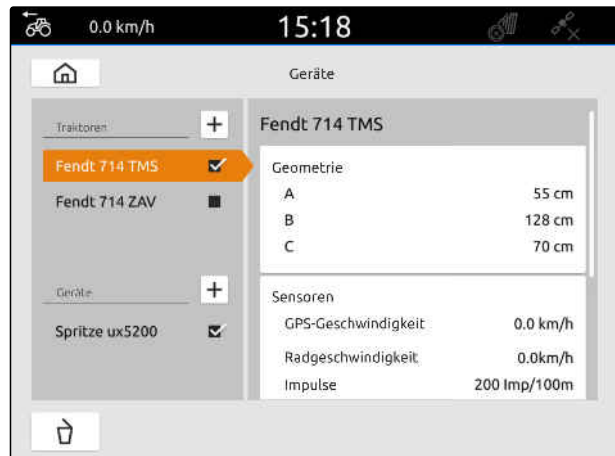 0.0 km/h 15:18
Geräte
Traktoren
Fendt 714 TMS
Fendt 714 ZAV
Geräte
Spritze ux5200
Fendt 714 TMS
Geometrie
A 55 cm
B 128 cm
C 70 cm
Sensoren
GPS-Geschwindigkeit 0.0 km/h
Radgeschwindigkeit 0.0km/h
Impulse 200 Imp/100m